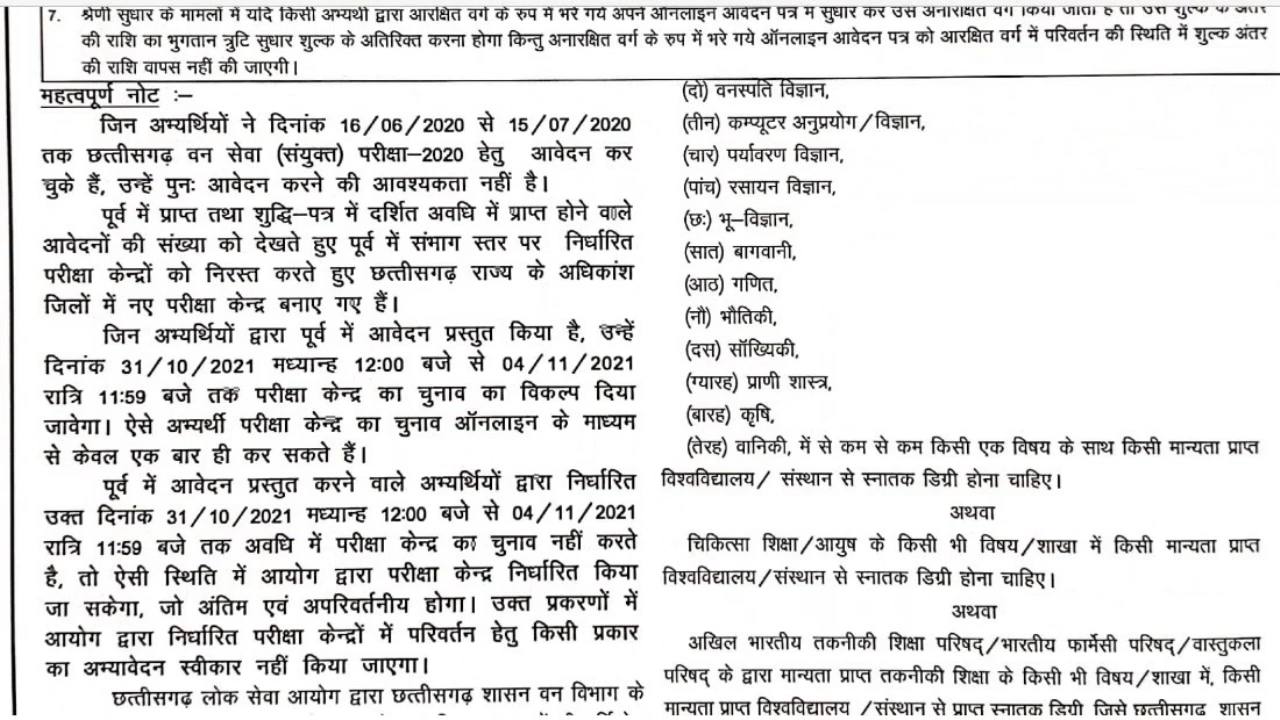 7. श्रेणी सुधार के मामलों में यदि किसी अभ्यर्थी द्वारा आरक्षित वर्ग के रुप में भरे गये अपने ऑनलाइन आवेदन पत्र में सुधार कर उसे अनारक्षित वर्ग किया जाता है तो उसे शुल्क के अंतर
की राशि का भुगतान त्रुटि सुधार शुल्क के अतिरिक्त करना होगा किन्तु अनारक्षित वर्ग के रुप में भरे गये ऑनलाइन आवेदन पत्र को आरक्षित वर्ग में परिवर्तन की स्थिति में शुल्क अंतर
की राशि वापस नहीं की जाएगी।
महत्वपूर्ण नोट :–
जिन अभ्यर्थियों ने दिनांक 16/06/2020 से 15/07/2020
तक छत्तीसगढ़ वन सेवा (संयुक्त) परीक्षा–2020 हेतु आवेदन कर
चुके हैं, उन्हें पुनः आवेदन करने की आवश्यकता नहीं है।
पूर्व में प्राप्त तथा शुद्धि–पत्र में दर्शित अवधि में प्राप्त होने वाले
आवेदनों की संख्या को देखते हुए पूर्व में संभाग स्तर पर निर्धारित
परीक्षा केन्द्रों को निरस्त करते हुए छत्तीसगढ़ राज्य के अधिकांश
जिलों में नए परीक्षा केन्द्र बनाए गए हैं।
जिन अभ्यर्थियों द्वारा पूर्व में आवेदन प्रस्तुत किया है, उन्हें
दिनांक 31/10/2021 मध्यान्ह 12:00 बजे से 04/11/2021
रात्रि 11:59 बजे तक परीक्षा केन्द्र का चुनाव का विकल्प दिया
जावेगा। ऐसे अभ्यर्थी परीक्षा केन्द्र का चुनाव ऑनलाइन के माध्यम
से केवल एक बार ही कर सकते हैं।
पूर्व में आवेदन प्रस्तुत करने वाले अभ्यर्थियों द्वारा निर्धारित
उक्त दिनांक 31/10/2021 मध्यान्ह 12:00 बजे से 04/11/2021
रात्रि 11:59 बजे तक अवधि में परीक्षा केन्द्र का चुनाव नहीं करते
है, तो ऐसी स्थिति में आयोग द्वारा परीक्षा केन्द्र निर्धारित किया
जा सकेगा, जो अंतिम एवं अपरिवर्तनीय होगा। उक्त प्रकरणों में
आयोग द्वारा निर्धारित परीक्षा केन्द्रों में परिवर्तन हेतु किसी प्रकार
का अभ्यावेदन स्वीकार नहीं किया जाएगा।
छत्तीसगढ़ लोक सेवा आयोग द्वारा छत्तीसगढ़ शासन वन विभाग के
(दो) वनस्पति विज्ञान,
(तीन) कम्प्यूटर अनुप्रयोग/विज्ञान,
(चार) पर्यावरण विज्ञान,
(पांच) रसायन विज्ञान,
(छः) भू–विज्ञान,
(सात) बागवानी,
(आठ) गणित,
(नौ) भौतिकी,
(दस) सॉख्यिकी,
(ग्यारह) प्राणी शास्त्र,
(बारह) कृषि,
(तेरह) वानिकी, में से कम से कम किसी एक विषय के साथ किसी मान्यता प्राप्त
विश्वविद्यालय/ संस्थान से स्नातक डिग्री होना चाहिए।
अथवा
चिकित्सा शिक्षा/आयुष के किसी भी विषय/शाखा में किसी मान्यता प्राप्त
विश्वविद्यालय/संस्थान से स्नातक डिग्री होना चाहिए।
अथवा
अखिल भारतीय तकनीकी शिक्षा परिषद्/भारतीय फार्मेसी परिषद्/वास्तुकला
परिषद् के द्वारा मान्यता प्राप्त तकनीकी शिक्षा के किसी भी विषय/शाखा में, किसी
मान्यता प्राप्त विश्वविद्यालय /संस्थान से प्राप्त स्नातक डिग्री, जिसे छत्तीसगढ़ शासन